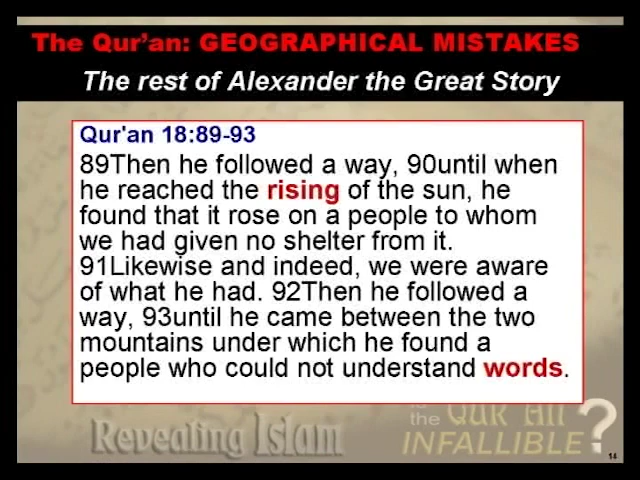 The Qur'an: GEOGRAPHICAL MISTAKES
The rest of Alexander the Great Story
Qur'an 18:89-93
89Then he followed a way, 90until when
he reached the rising of the sun, he
found that it rose on a people to whom
we had given no shelter from it.
91Likewise and indeed, we were aware
of what he had. 92Then he followed a
way, 93until he came between the two
mountains under which he found a
people who could not understand words.
Is
the QUR'AN
INFALLIBLE?
Revealing Islam
14